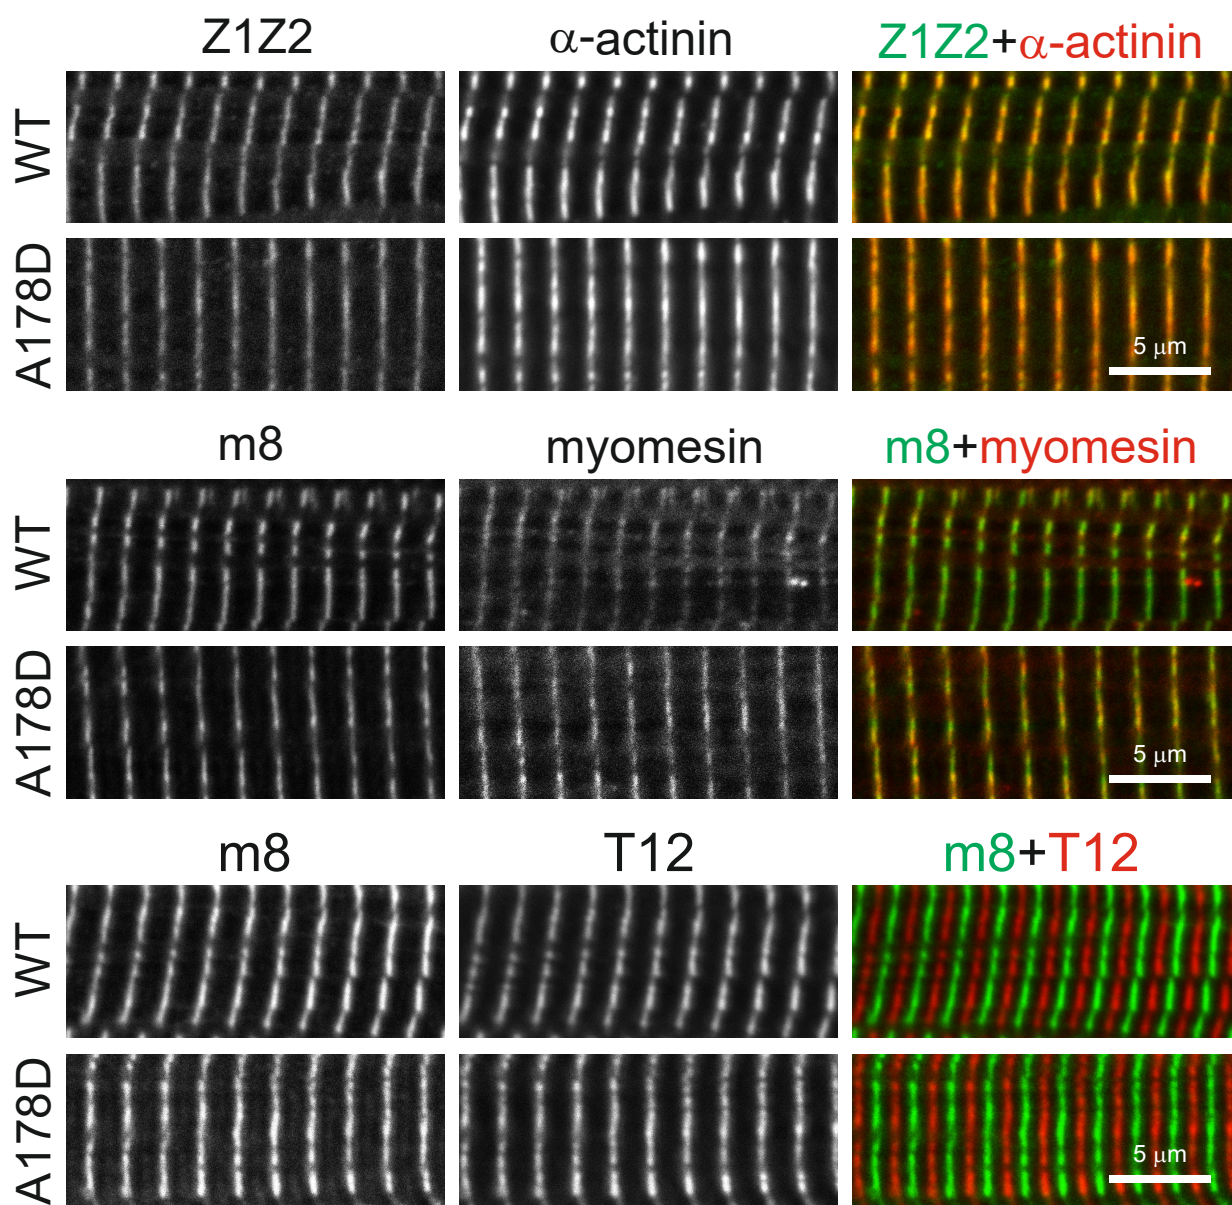 Z1Z2 α-actinin Z1Z2+α-actinin
WT
A178D
5 μm
m8 myomesin m8+myomesin
WT
A178D
5 μm
m8 T12 m8+T12
WT
A178D
5 μm